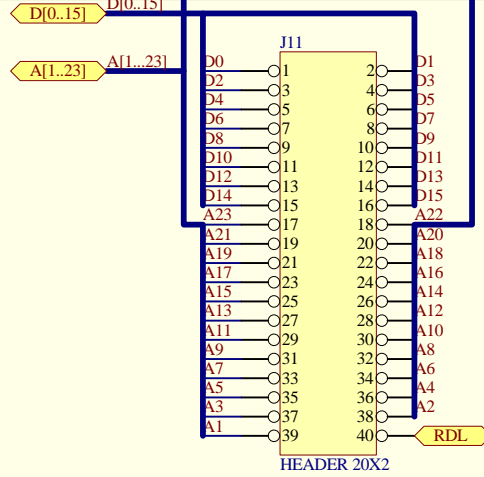 D[0..15] D[0..15]
J11
A[1..23] A[1...23]
D0 1 2 D1
D2 3 4 D3
D4 5 6 D5
D6 7 8 D7
D8 9 10 D9
D10 11 12 D11
D12 13 14 D13
D14 15 16 D15
A23 17 18 A22
A21 19 20 A20
A19 21 22 A18
A17 23 24 A16
A15 25 26 A14
A13 27 28 A12
A11 29 30 A10
A9 31 32 A8
A7 33 34 A6
A5 35 36 A4
A3 37 38 A2
A1 39 40 RDL
HEADER 20X2